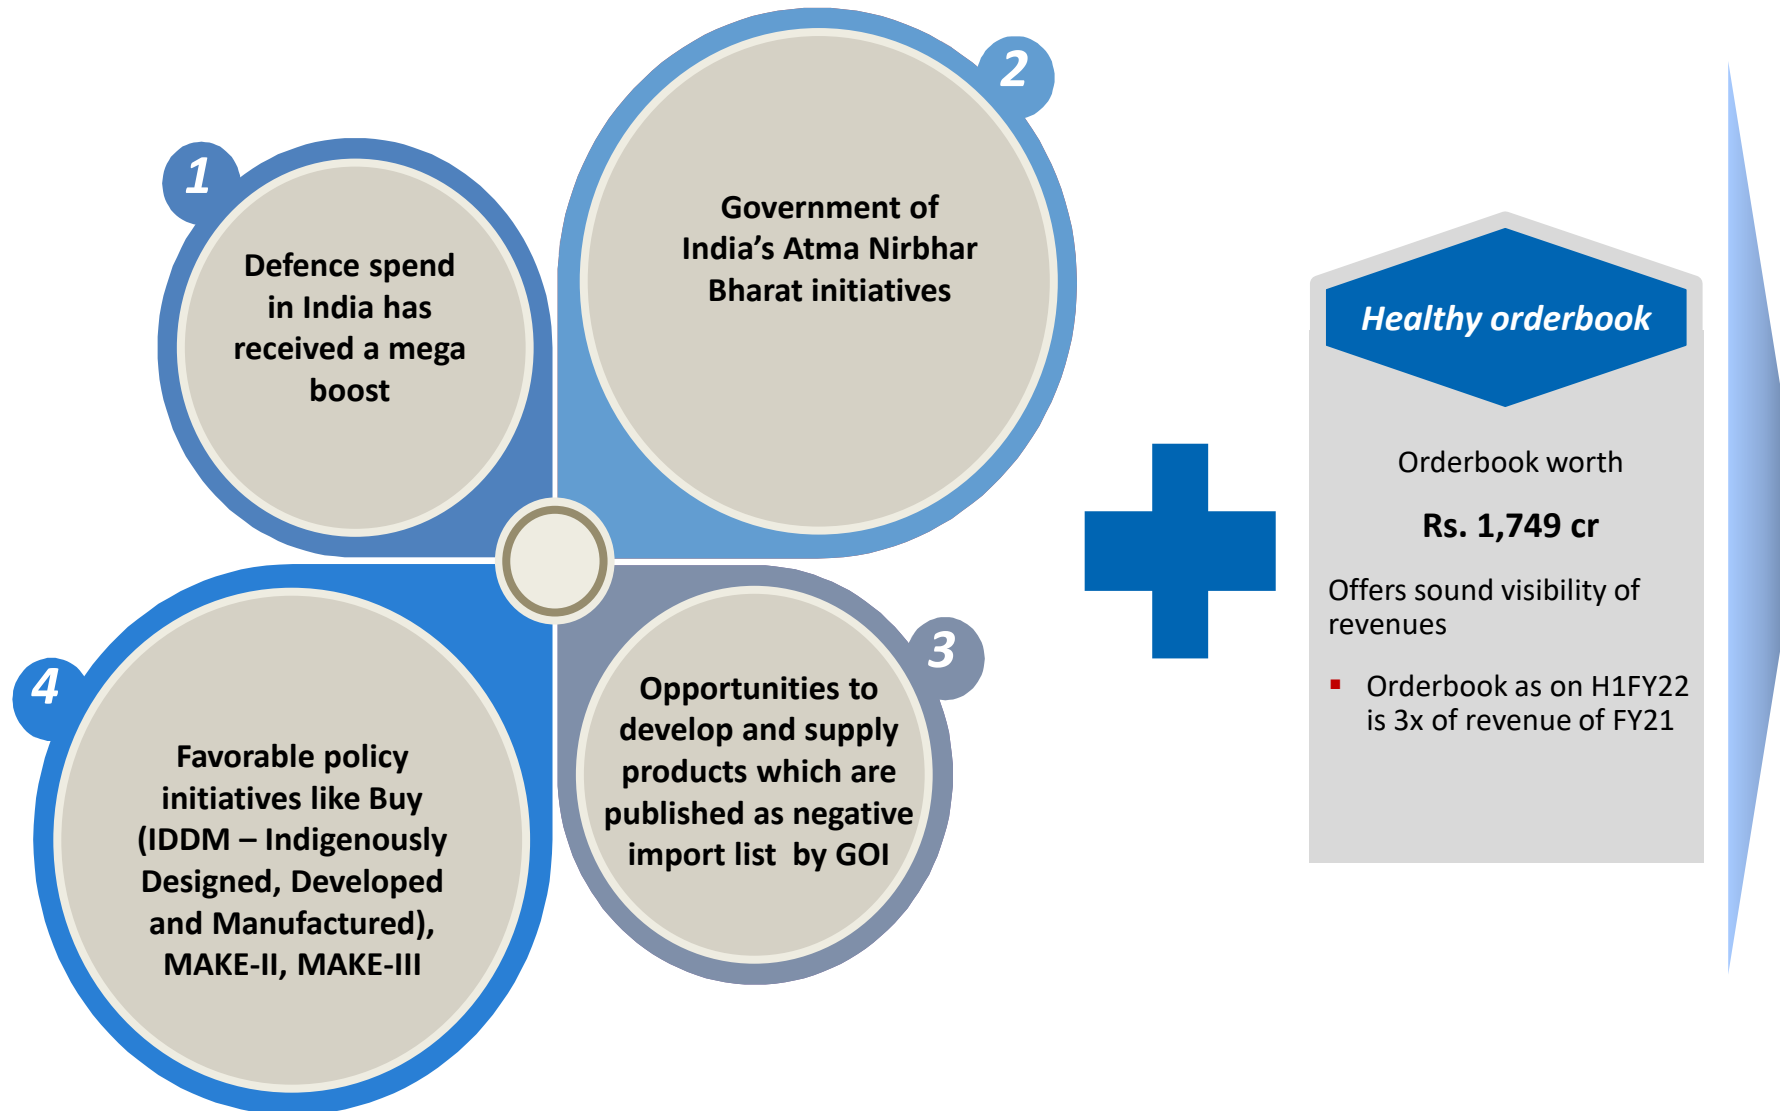 1
Defence spend
in India has
received a mega
boost
2
Government of
India’s Atma Nirbhar
Bharat initiatives
3
Opportunities to
develop and supply
products which are
published as negative
import list  by GOI
4
Favorable policy
initiatives like Buy
(IDDM – Indigenously
Designed, Developed
and Manufactured),
MAKE-II, MAKE-III
Healthy orderbook
Orderbook worth
Rs. 1,749 cr
Offers sound visibility of
revenues
▪ Orderbook as on H1FY22
is 3x of revenue of FY21